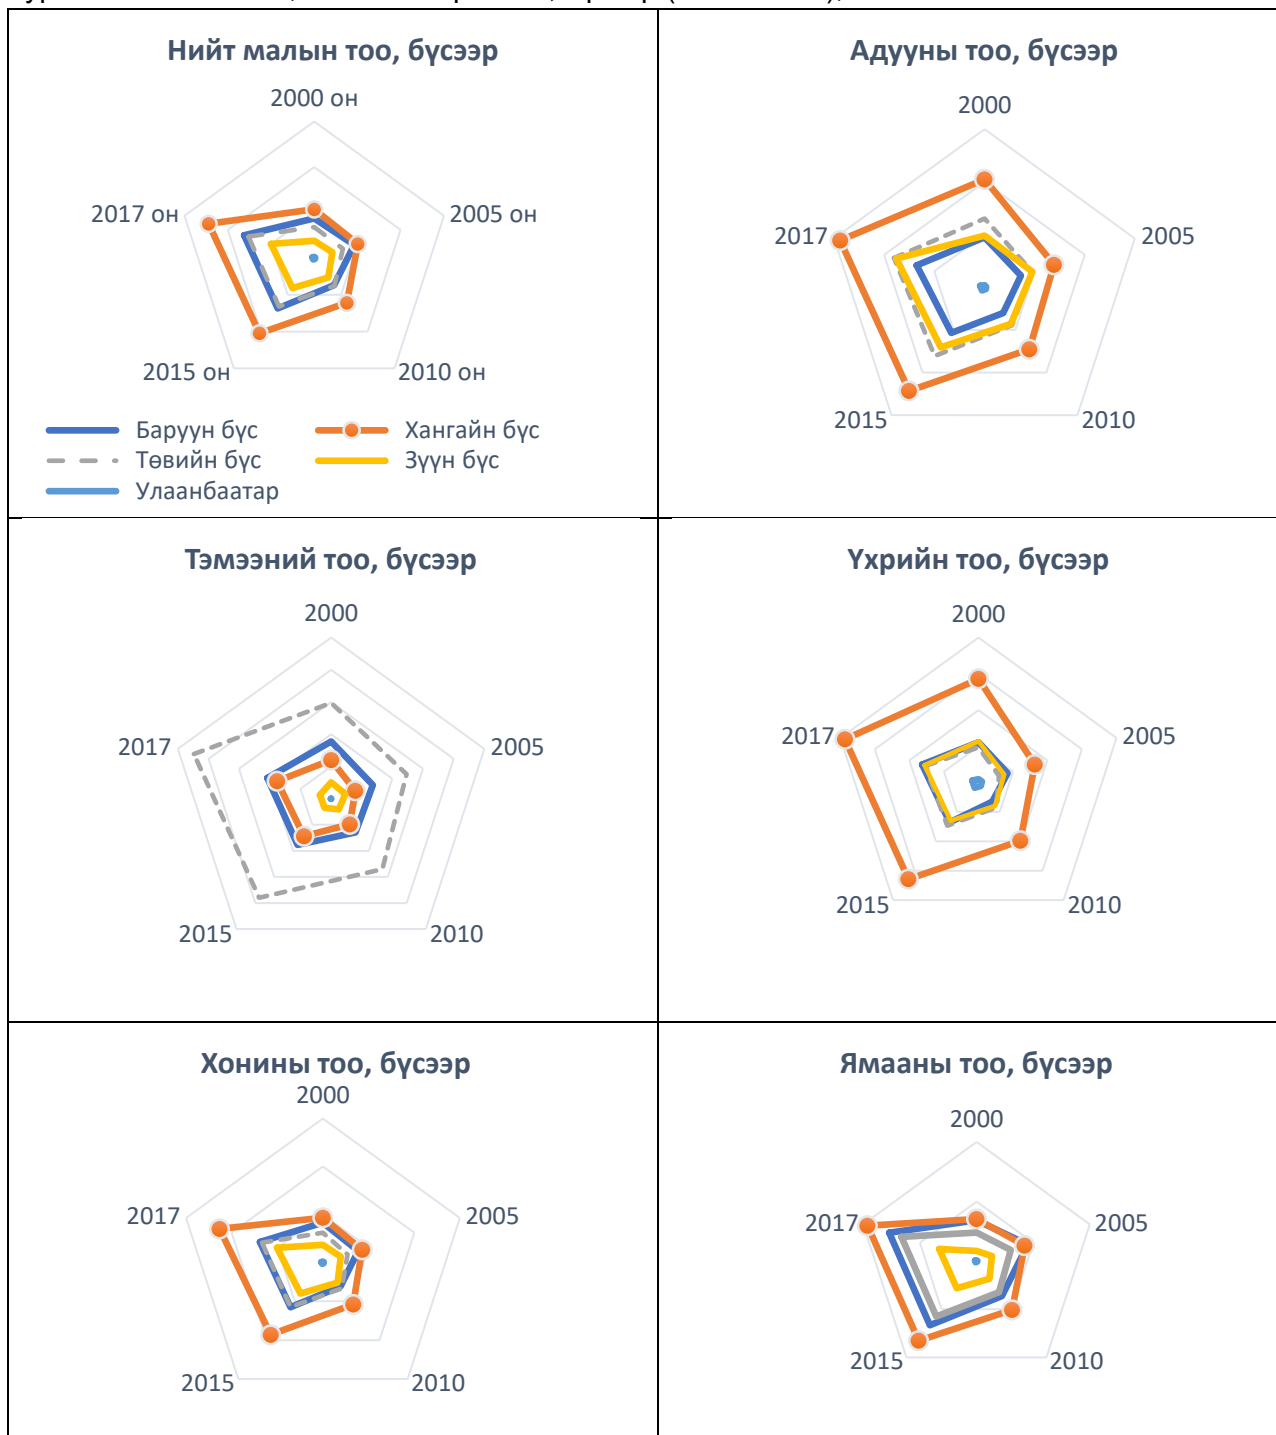 Нийт малын тоо, бүсээр
2000 он
2005 он
2010 он
2015 он
2017 он
Баруун бүс
Хангайн бүс
Төвийн бүс
Зүүн бүс
Улаанбаатар
Адууны тоо, бүсээр
2000
2005
2010
2015
2017
Тэмээний тоо, бүсээр
2000
2005
2010
2015
2017
Үхрийн тоо, бүсээр
2000
2005
2010
2015
2017
Хонины тоо, бүсээр
2000
2005
2010
2015
2017
Ямааны тоо, бүсээр
2000
2005
2010
2015
2017